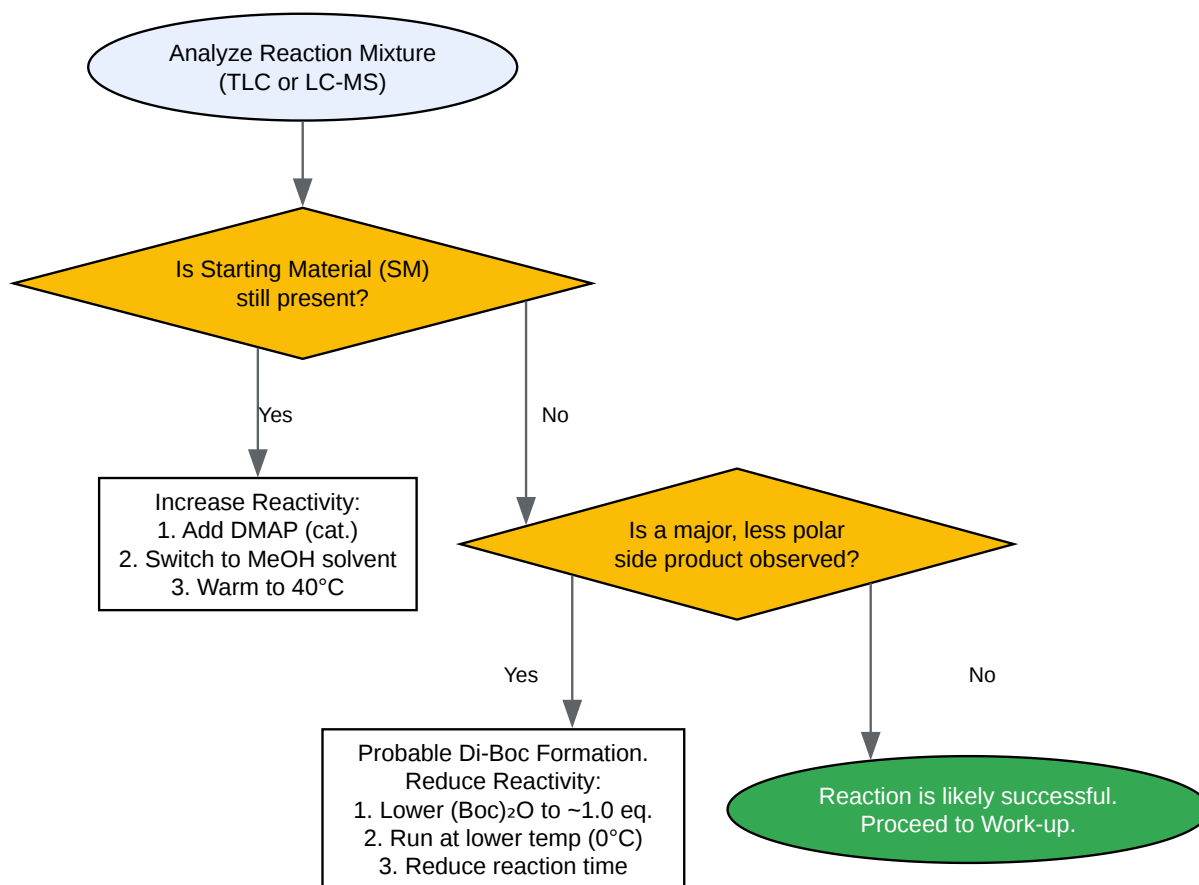 Analyze Reaction Mixture
(TLC or LC-MS)
Is Starting Material (SM)
still present?
Yes
No
Increase Reactivity:
1. Add DMAP (cat.)
2. Switch to MeOH solvent
3. Warm to 40°C
Is a major, less polar
side product observed?
Yes
No
Probable Di-Boc Formation.
Reduce Reactivity:
1. Lower (Boc)₂O to ~1.0 eq.
2. Run at lower temp (0°C)
3. Reduce reaction time
Reaction is likely successful.
Proceed to Work-up.